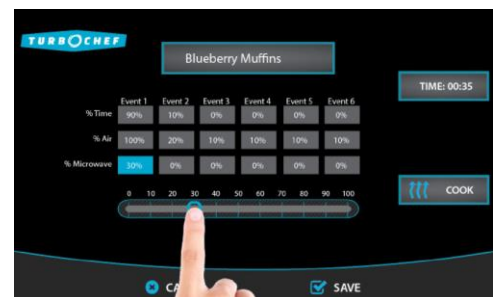 TURBOCHEF
Blueberry Muffins
TIME: 00:35
Event 1 Event 2 Event 3 Event 4 Event 5 Event 6
% Time 90% 10% 0% 0% 0% 0%
% Air 100% 20% 10% 10% 10% 10%
% Microwave 30% 0% 0% 0% 0% 0%
0 10 20 30 40 50 60 70 80 90 100
COOK
CA
SAVE